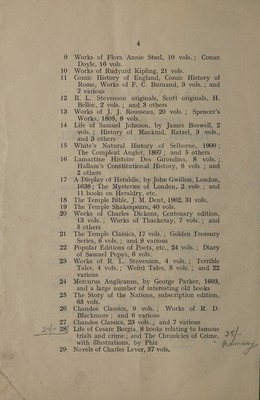 4
9 Works of Flora Annie Steel, 10 vols. ; Conan
Doyle, 16 vols.
10 Works of Rudyard Kipling, 21 vols.
11 Comic History of England, Comic History of
Rome, Works of F. C. Burnand, 3 vols. ; and
7 various
12 R. L. Stevenson originals, Scott originals, H.
Belloc, 2 vols. ; and 3 others
13 Works of J. J. Rousseau, 20 vols. ; Spencer's
Works, 1805, 8 vols.
14 Life of Samuel Johnson, by James Boswell, 2
vols. ; History of Mankind, Ratzel, 3 vols.,
and 3 others
15 White's Natural History of Selborne, 1900 ;
The Compleat Angler, 1897 ; and 5 others
16 Lamartine Histoire Des Girondins, 8 vols. ;
Hallam's Constitutional History, 6 vols ; and
2 others
17 A Display of Heraldie, by John Gwillim, London,
1638 ; The Mysteries of London, 2 vols. ; and
11 books on Heraldry, etc.
18 The Temple Bible, J. M. Dent, 1902, 31 vols.
19 The Temple Shakespeare, 40 vols.
20 Works of Charles Dickens, Centenary edition,
13 vols. ; Works of Thackeray, 7 vols. ; and
5 others
21 The Temple Classics, 17 vols. ; Golden Treasury
Series, 6 vols. ; and 9 various
22 Popular Editions of Poets, etc., 24 vols. ; Diary
of Samuel Pepys, 6 vols.
23 Works of R. L. Stevenson, 4 vols. ; Terrible
Tales, 4 vols. ; Weird Tales, 5 vols. ; and 22
various
24 Mercurus Anglicanus, by George Parker, 1693,
and a large number of interesting old books
25 The Story of the Nations, subscription edition,
65 vols.
26 Chandos Classics, 9 vols. ; Works of R. D.
Blackmore ; and 6 various
27 Chandos Classics, 23 vols. ; and 7 various
28 Life of Cesare Borgia, 8 books relating to famous
trials and crime ; and The Chronicles of Crime, 35/-
with illustrations, by Phiz
29 Novels of Charles Lever, 37 vols.